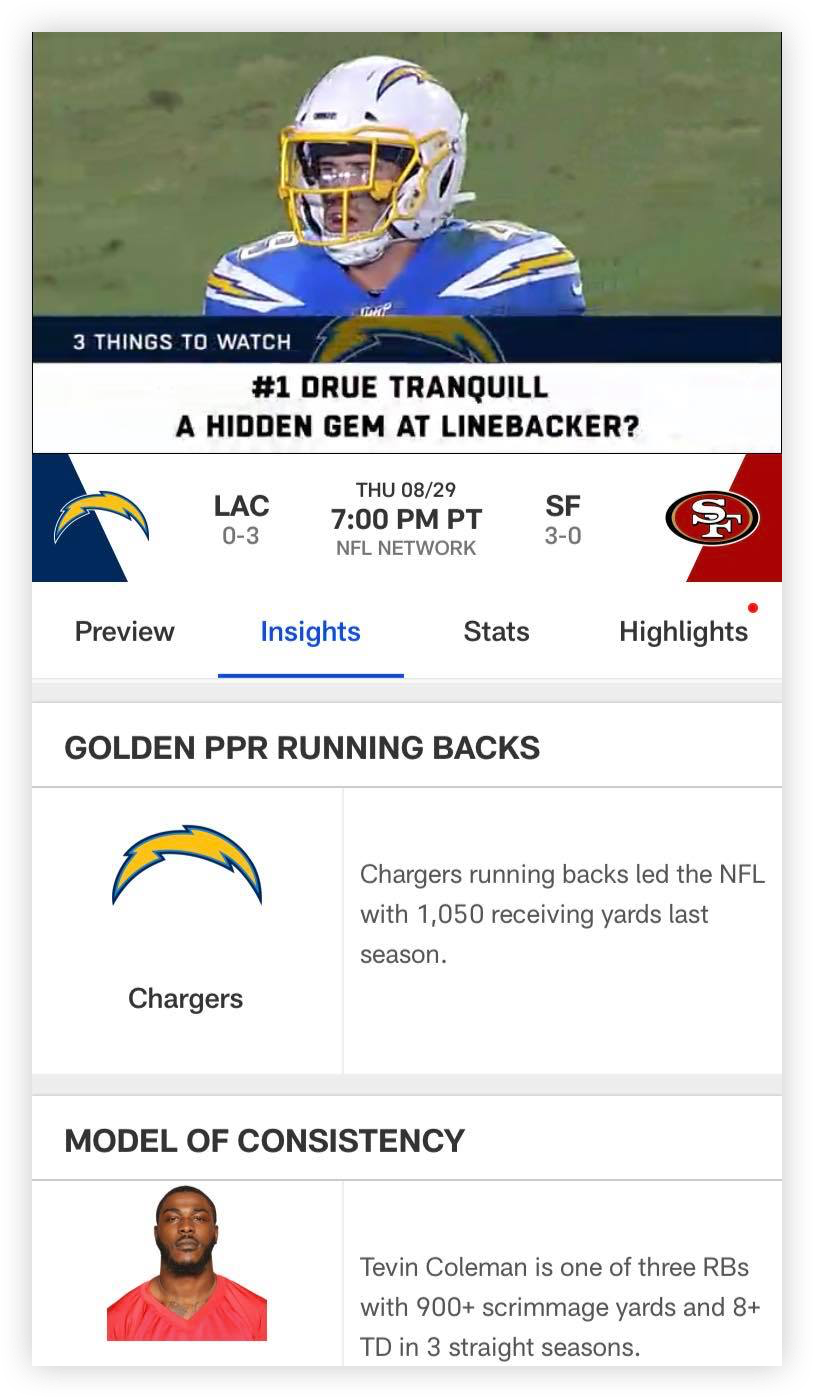 3 THINGS TO WATCH
#1 DRUE TRANQUILL
A HIDDEN GEM AT LINEBACKER?
LAC
0-3
THU 08/29
7:00 PM PT
NFL NETWORK
SF
3-0
SF
Preview
Insights
Stats
Highlights
GOLDEN PPR RUNNING BACKS
Chargers
Chargers running backs led the NFL
with 1,050 receiving yards last
season.
MODEL OF CONSISTENCY
Tevin Coleman is one of three RBs
with 900+ scrimmage yards and 8+
TD in 3 straight seasons.